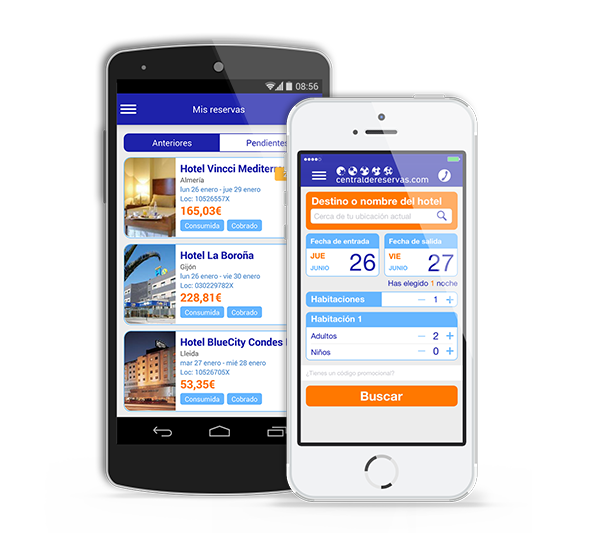 08:56
Mis reservas
Anteriores
Pendientes
Hotel Vincci Mediterr
Almería
lun 26 enero - jue 29 enero
Loc: 10526557X
165,03€
Consumida Cobrado
Hotel La Boroña
Gijón
lun 26 enero - vie 30 enero
Loc: 030229782X
228,81€
Consumida Cobrado
Hotel BlueCity Condes
Lleida
mar 27 enero - mié 28 enero
Loc: 10526705X
53,35€
Consumida Cobrado
centraldereservas.com
Destino o nombre del hotel
Cerca de tu ubicación actual
Fecha de entrada
JUE
JUNIO
26
Fecha de salida
VIE
JUNIO
27
Has elegido 1 noche
Habitaciones − 1 +
Habitación 1
Adultos − 2 +
Niños − 0 +
¿Tienes un código promocional?
Buscar